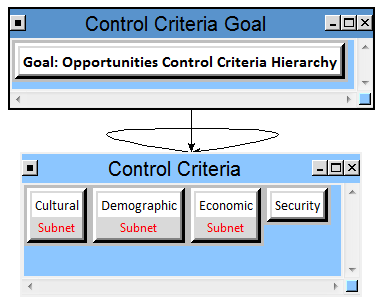 Control Criteria Goal
Goal: Opportunities Control Criteria Hierarchy
Control Criteria
Cultural Demographic Economic Security
Subnet Subnet Subnet